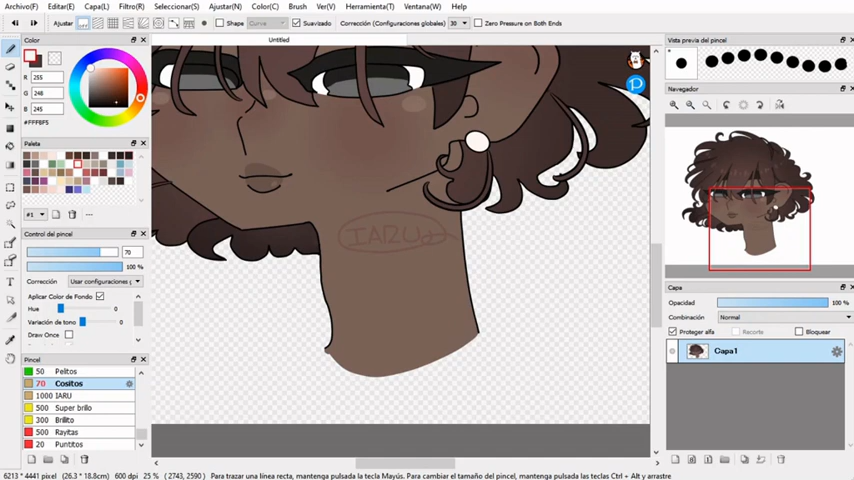 Archivo(F) Editar(E) Capa(L) Filtro(R) Seleccionar(S) Ajustar(N) Color(C) Brush Ver(V) Herramienta(T) Ventana(W) Help
Ajustar Shape Curve Suavizado Corrección (Configuraciones globales) 30 Zero Pressure on Both Ends
Color
Untitled
Vista previa del pincel
R 255
G 248
B 245
#FFF8F5
P
Navegador
Paleta
#1
IARU
Control del pincel
70
100 %
Corrección Usar configuraciones g
Aplicar Color de Fondo
Hue 0
Variación de tono 0
Draw Once
Capa
Opacidad 100 %
Combinación Normal
Proteger alfa Recorte Bloquear
Capa1
Pincel
50 Pelitos
70 Cositos
1000 IARU
500 Super brilo
300 Brillito
500 Rayitas
20 Puntitos
6213 * 4441 pixel (26.3 * 18.8cm) 600 dpi 25 % ( 2743, 2590 ) Para trazar una línea recta, mantenga pulsada la tecla Mayús. Para cambiar el tamaño del pincel, mantenga pulsadas las teclas Ctrl + Alt y arrastre